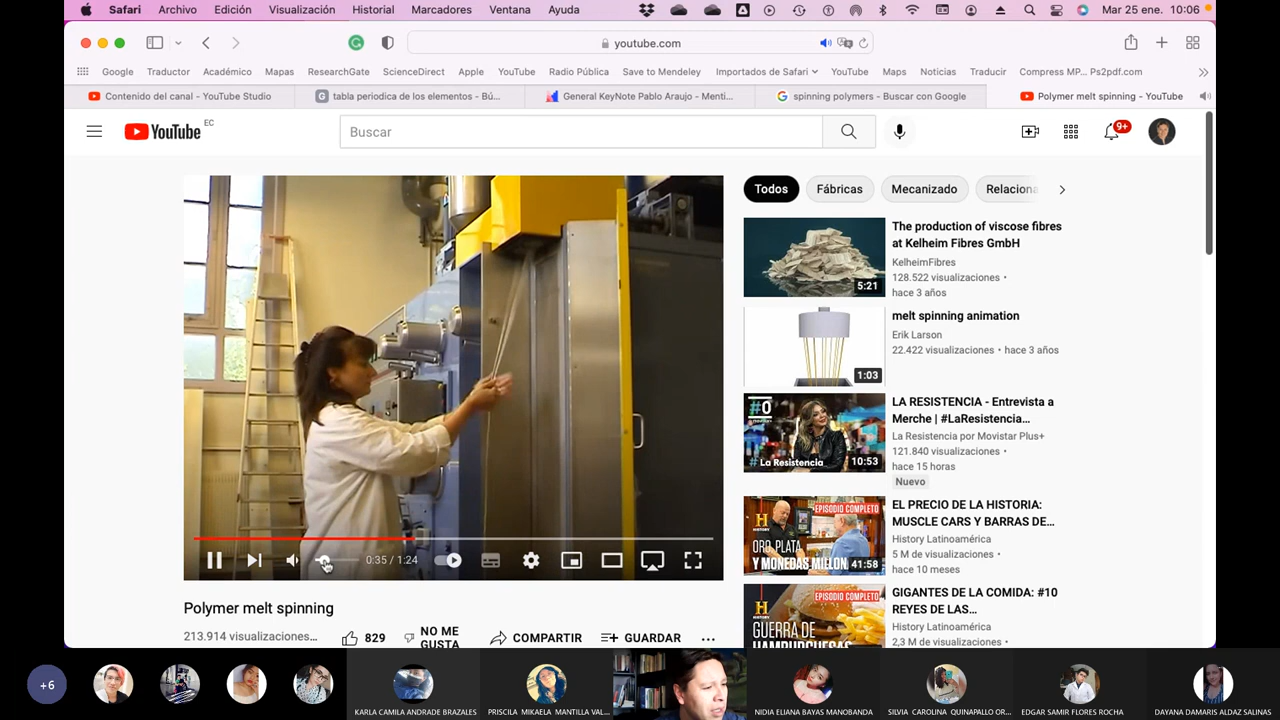 Safari Archivo Edición Visualización Historial Marcadores Ventana Ayuda Mar 25 ene. 10:06
youtube.com
Google Traductor Académico Mapas ResearchGate ScienceDirect Apple YouTube Radio Pública Save to Mendeley Importados de Safari YouTube Maps Noticias Traducir Compress MP... Ps2pdf.com
Contenido del canal - YouTube Studio
tabla periodica de los elementos - Bú...
General KeyNote Pablo Araujo - Menti...
spinning polymers - Buscar con Google
Polymer melt spinning - YouTube
YouTube EC
Buscar
9+
Todos Fábricas Mecanizado Relaciona
The production of viscose fibres
at Kelheim Fibres GmbH
KelheimFibres
128.522 visualizaciones •
hace 3 años
5:21
melt spinning animation
Erik Larson
22.422 visualizaciones • hace 3 años
1:03
#0
#La Resistencia
10:53
LA RESISTENCIA - Entrevista a
Merche | #LaResistencia...
La Resistencia por Movistar Plus+
121.840 visualizaciones •
hace 15 horas
Nuevo
H
EPISODIO COMPLETO
ORO, PLATA
Y MONEDAS MILLON.
41:58
EL PRECIO DE LA HISTORIA:
MUSCLE CARS Y BARRAS DE...
History Latinoamérica
5 M de visualizaciones •
hace 10 meses
H
EPISODIO COMPLETO
GUERRA DE
HAMBURGUESAS
GIGANTES DE LA COMIDA: #10
REYES DE LAS...
History Latinoamérica
2,3 M de visualizaciones •
0:35 / 1:24
Polymer melt spinning
213.914 visualizaciones...
829
NO ME
GUSTA
COMPARTIR
GUARDAR
+6
KARLA CAMILA ANDRADE BRAZALES
PRISCILA MIKAELA MANTILLA VAL...
NIDIA ELIANA BAYAS MANOBANDA
SILVIA CAROLINA QUINAPALLO OR...
EDGAR SAMIR FLORES ROCHA
DAYANA DAMARIS ALDAZ SALINAS